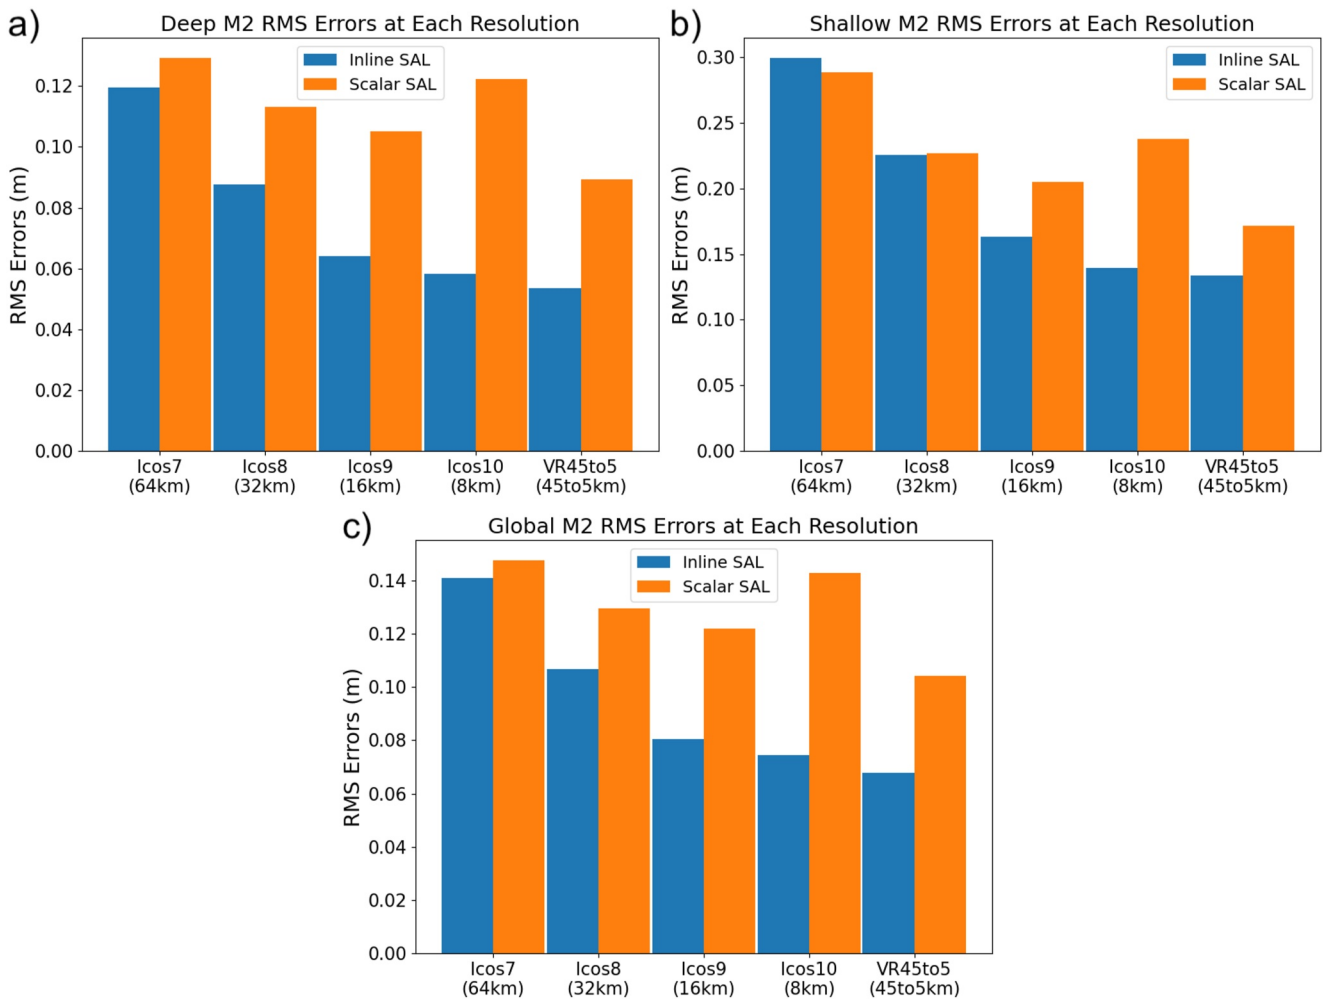 a)
Deep M2 RMS Errors at Each Resolution
Inline SAL
Scalar SAL
RMS Errors (m)
0.12
0.10
0.08
0.06
0.04
0.02
0.00
Icos7 Icos8 Icos9 Icos10 VR45to5
(64km) (32km) (16km) (8km) (45to5km)
b)
Shallow M2 RMS Errors at Each Resolution
Inline SAL
Scalar SAL
RMS Errors (m)
0.30
0.25
0.20
0.15
0.10
0.05
0.00
Icos7 Icos8 Icos9 Icos10 VR45to5
(64km) (32km) (16km) (8km) (45to5km)
c)
Global M2 RMS Errors at Each Resolution
Inline SAL
Scalar SAL
RMS Errors (m)
0.14
0.12
0.10
0.08
0.06
0.04
0.02
0.00
Icos7 Icos8 Icos9 Icos10 VR45to5
(64km) (32km) (16km) (8km) (45to5km)